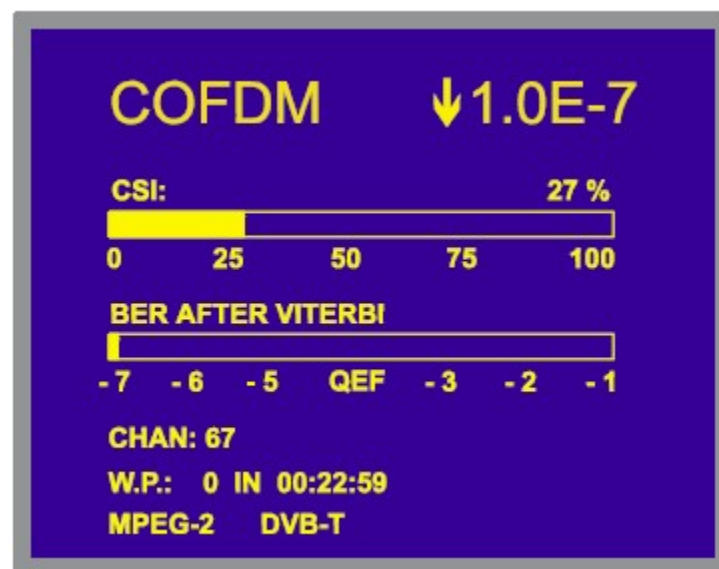 COFDM ↓1.0E-7
CSI: 27 %
0 25 50 75 100
BER AFTER VITERBI
- 7 - 6 - 5 QEF - 3 - 2 - 1
CHAN: 67
W.P.: 0 IN 00:22:59
MPEG-2 DVB-T